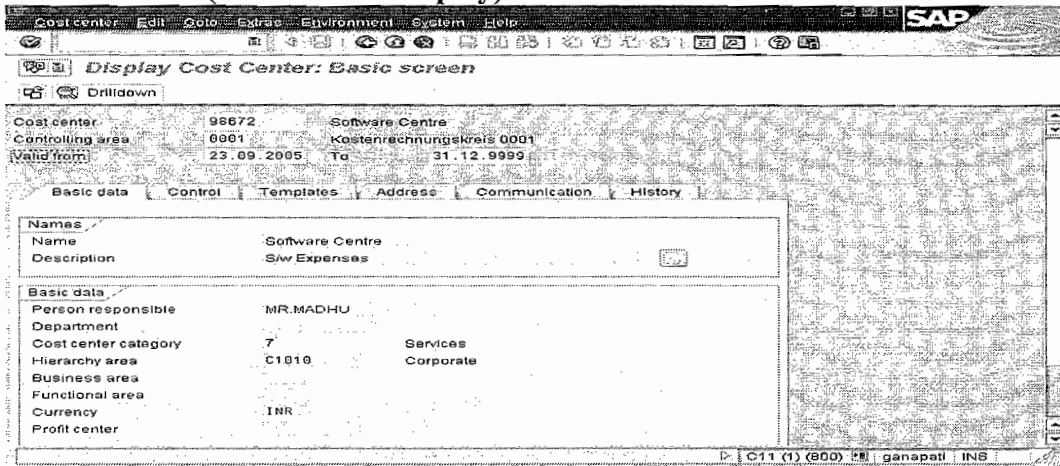 Cost center Edit Goto Extras Environment System Help
SAP
Display Cost Center: Basic screen
Drilldown
Cost center 98672 Software Centre
Controlling area 0001 Kostenrechnungskreis 0001
Valid from 23.09.2005 To 31.12.9999
Basic data Control Templates Address Communication History
Names
Name Software Centre
Description S/w Expenses
Basic data
Person responsible MR.MADHU
Department
Cost center category 7 Services
Hierarchy area C1010 Corporate
Business area
Functional area
Currency INR
Profit center
C11 (1) (800) ganapati INS